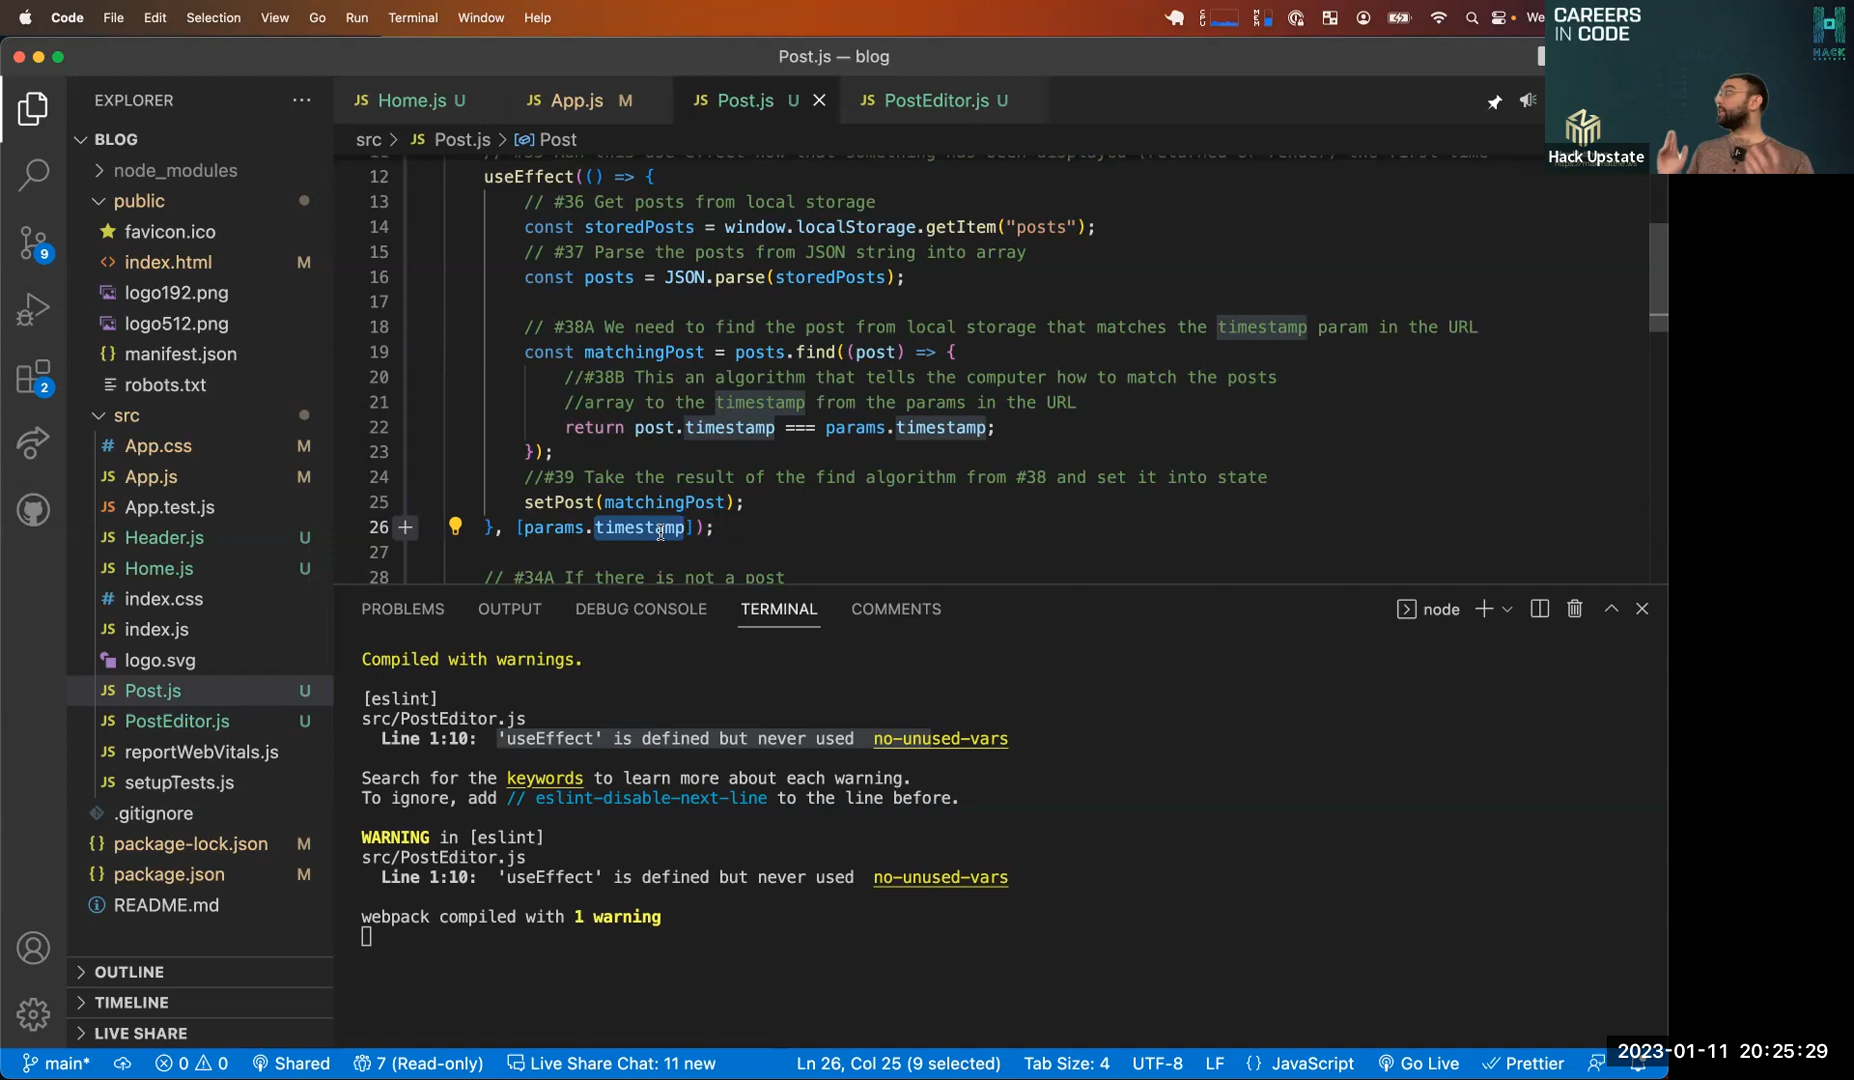 Code File Edit Selection View Go Run Terminal Window Help
CPU MEM We
CAREERS
IN CODE
HACK
UPSTATE
Hack Upstate
Post.js — blog
EXPLORER
BLOG
node_modules
public
favicon.ico
index.html M
logo192.png
logo512.png
manifest.json
robots.txt
src
App.css M
App.js M
App.test.js
Header.js U
Home.js U
index.css
index.js
logo.svg
Post.js U
PostEditor.js U
reportWebVitals.js
setupTests.js
.gitignore
package-lock.json M
package.json M
README.md
OUTLINE
TIMELINE
LIVE SHARE
9
2
JS Home.js U JS App.js M JS Post.js U JS PostEditor.js U
src > JS Post.js > Post
12 useEffect(() => {
13 // #36 Get posts from local storage
14 const storedPosts = window.localStorage.getItem("posts");
15 // #37 Parse the posts from JSON string into array
16 const posts = JSON.parse(storedPosts);
17
18 // #38A We need to find the post from local storage that matches the timestamp param in the URL
19 const matchingPost = posts.find((post) => {
20 //#38B This an algorithm that tells the computer how to match the posts
21 //array to the timestamp from the params in the URL
22 return post.timestamp === params.timestamp;
23 });
24 //#39 Take the result of the find algorithm from #38 and set it into state
25 setPost(matchingPost);
26 }, [params.timestamp]);
27
28 // #34A If there is not a post
PROBLEMS OUTPUT DEBUG CONSOLE TERMINAL COMMENTS node
Compiled with warnings.
[eslint]
src/PostEditor.js
Line 1:10: 'useEffect' is defined but never used no-unused-vars
Search for the keywords to learn more about each warning.
To ignore, add // eslint-disable-next-line to the line before.
WARNING in [eslint]
src/PostEditor.js
Line 1:10: 'useEffect' is defined but never used no-unused-vars
webpack compiled with 1 warning
main* 0 0 Shared 7 (Read-only) Live Share Chat: 11 new Ln 26, Col 25 (9 selected) Tab Size: 4 UTF-8 LF {} JavaScript Go Live Prettier
2023-01-11 20:25:29